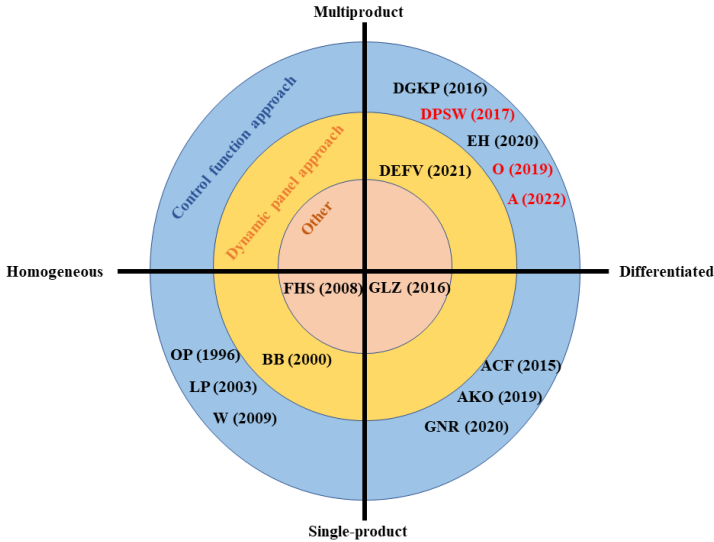 Multiproduct
DGKP (2016)
DPSW (2017)
EH (2020)
O (2019)
A (2022)
Control function approach
Dynamic panel approach
Other
DEFV (2021)
Homogeneous
Differentiated
FHS (2008)
GLZ (2016)
OP (1996)
LP (2003)
W (2009)
BB (2000)
ACF (2015)
AKO (2019)
GNR (2020)
Single-product